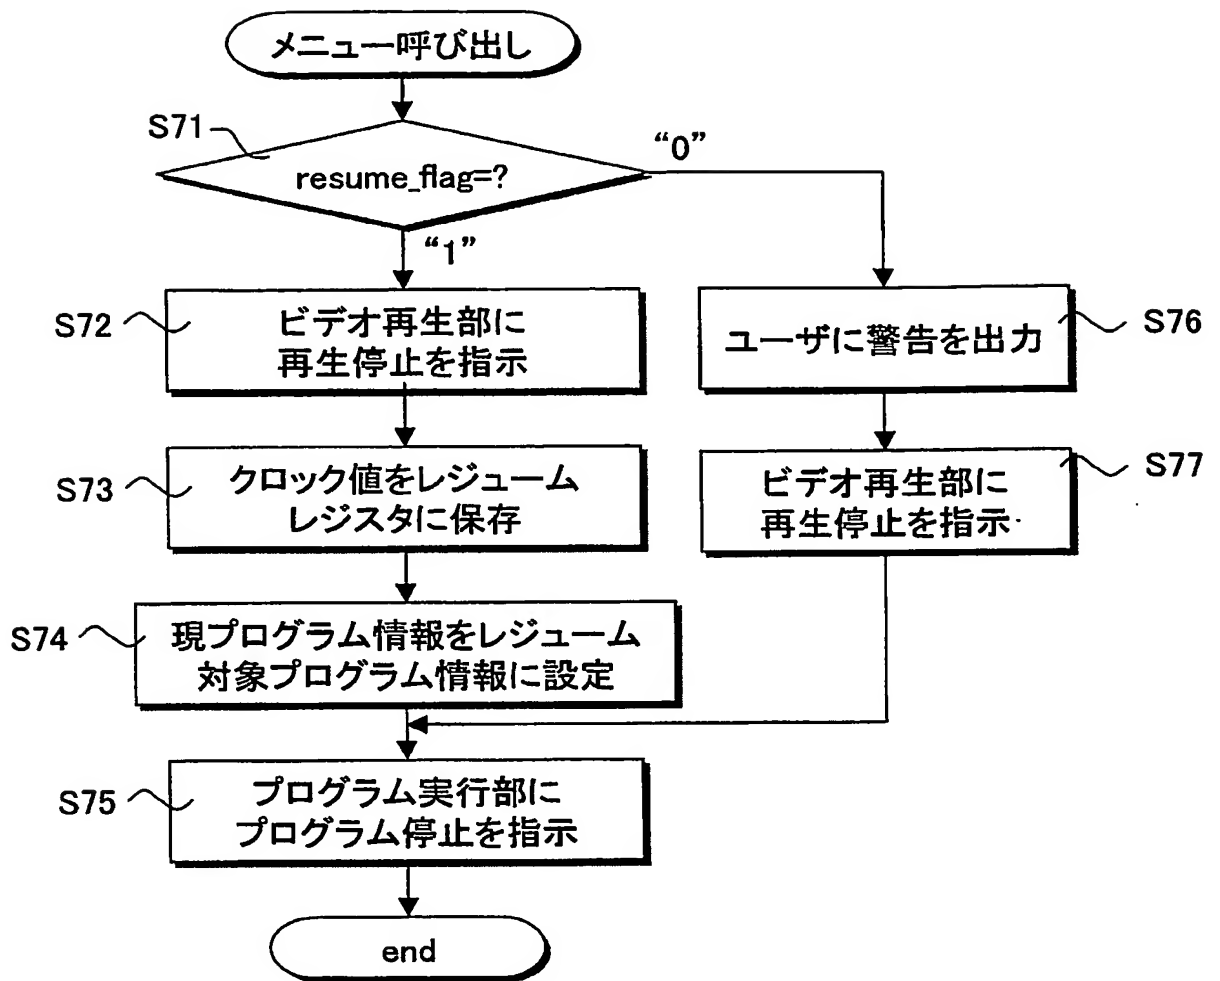 メニュー呼び出し
S71
resume_flag=?
“0”
“1”
S72
ビデオ再生部に
再生停止を指示
S76
ユーザに警告を出力
S73
クロック値をレジューム
レジスタに保存
S77
ビデオ再生部に
再生停止を指示
S74
現プログラム情報をレジューム
対象プログラム情報に設定
S75
プログラム実行部に
プログラム停止を指示
end